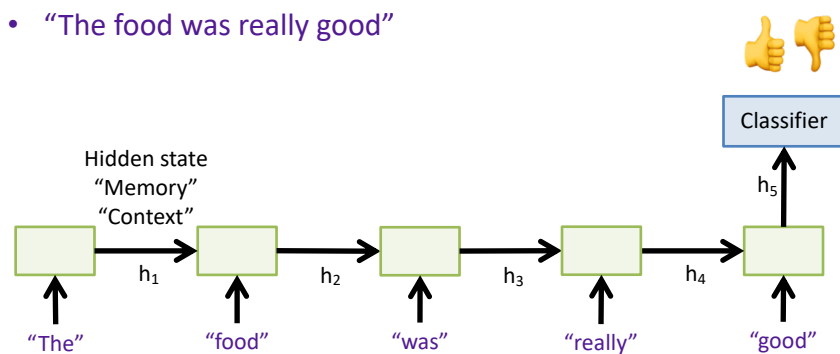 • “The food was really good”
Classifier
Hidden state
“Memory”
“Context”
h₅
h₁
h₂
h₃
h₄
“The”
“food”
“was”
“really”
“good”